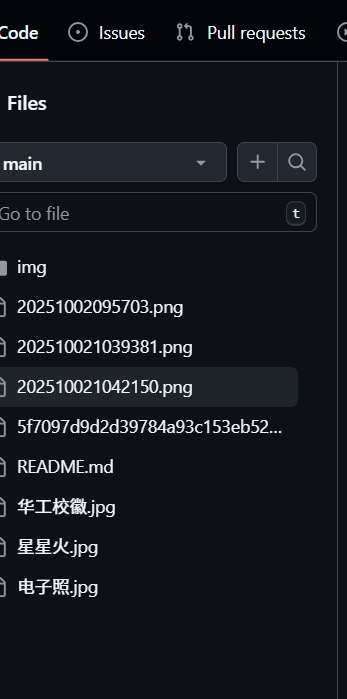 Code Issues Pull requests
Files
main
Go to file t
img
20251002095703.png
202510021039381.png
202510021042150.png
5f7097d9d2d39784a93c153eb52...
README.md
华工校徽.jpg
星星火.jpg
电子照.jpg